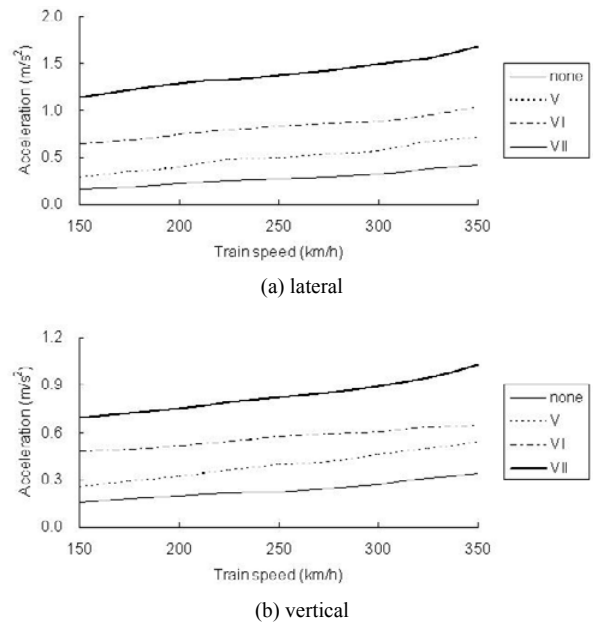 2.0
1.5
1.0
0.5
0.0
Acceleration (m/s²)
150 200 250 300 350
Train speed (km/h)
none
V
VI
VII
(a) lateral
1.2
0.9
0.6
0.3
0.0
Acceleration (m/s²)
150 200 250 300 350
Train speed (km/h)
none
V
VI
VII
(b) vertical